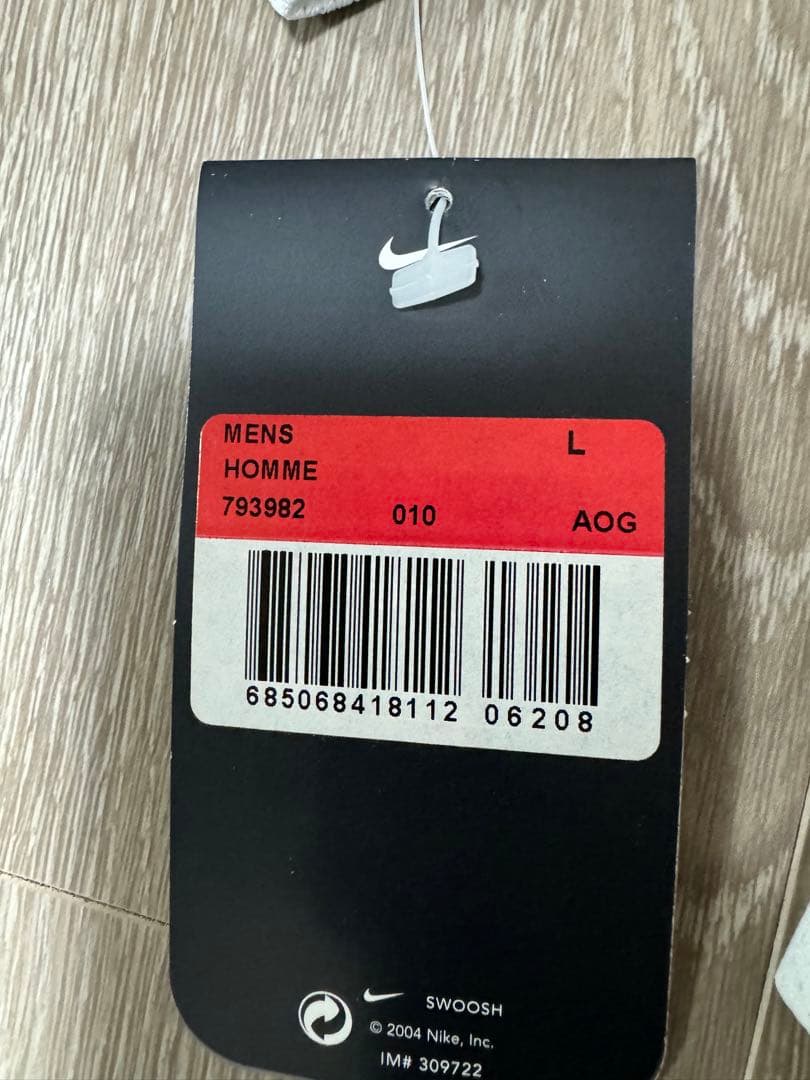 MENS L
HOMME
793982 010 AOG
685068418112 06208
SWOOSH
© 2004 Nike, Inc.
IM# 309722